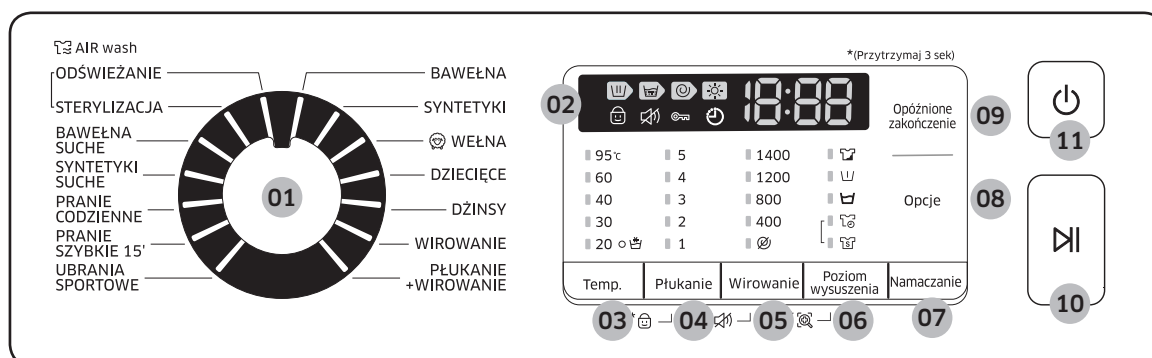 AIR wash
ODŚWIEŻANIE
STERYLIZACJA
BAWEŁNA
SUCHE
SYNTETYKI
SUCHE
PRANIE
CODZIENNE
PRANIE
SZYBKIE 15'
UBRANIA
SPORTOWE
01
BAWEŁNA
SYNTETYKI
WEŁNA
DZIECIĘCE
DŻINSY
WIROWANIE
PŁUKANIE
+WIROWANIE
*(Przytrzymaj 3 sek)
02
18:88
95℃ 5 1400
60 4 1200
40 3 800
30 2 400
20 1
Opóźnione
zakończenie
09
Opcje
08
Temp. Płukanie Wirowanie Poziom
wysuszenia Namaczanie
03 * 04 05 06 07
11
10